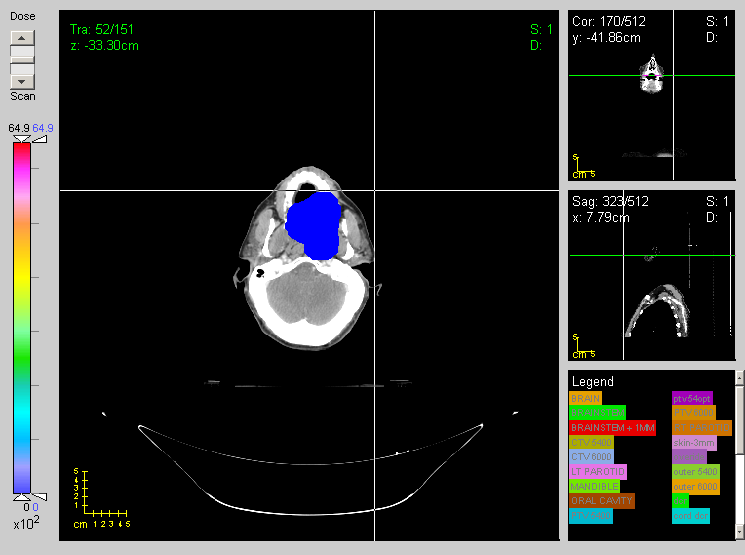 Dose
Scan
64.9 64.9
0 0
x10²
Tra: 52/151
z: -33.30cm
S: 1
D:
5
4
3
2
1
cm 1 2 3 4 5
Cor: 170/512
y: -41.86cm
S: 1
D:
5
cm 5
Sag: 323/512
x: 7.79cm
S: 1
D:
5
cm 5
Legend
BRAIN
BRAINSTEM + 1MM
CTV 5400
CTV 6000
LT PAROTID
MANDIBLE
ORAL CAVITY
ptv54opt
PTV 6000
skin-3mm
outer 5400
outer 6000